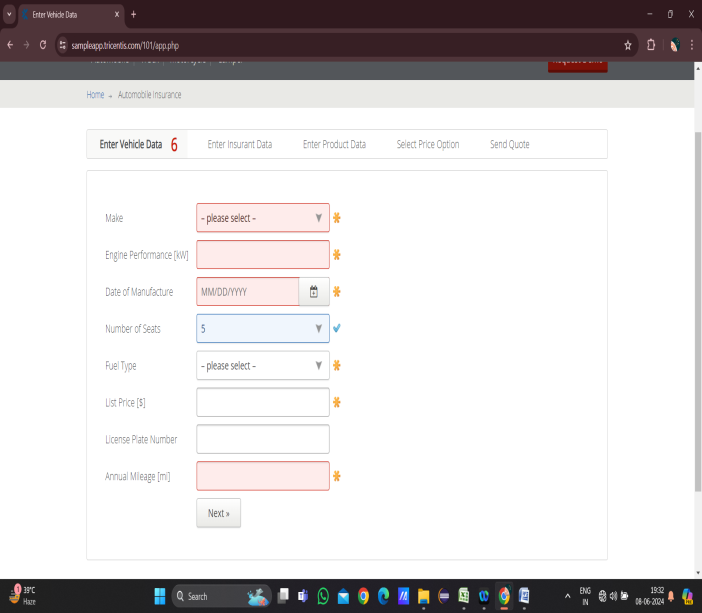 Enter Vehicle Data
sampleapp.tricentis.com/101/app.php
Home
Automobile Insurance
Enter Vehicle Data 6 Enter Insurant Data Enter Product Data Select Price Option Send Quote
Make
– please select –
Engine Performance [kW]
Date of Manufacture
MM/DD/YYYY
Number of Seats
5
Fuel Type
– please select –
List Price [$]
License Plate Number
Annual Mileage [mi]
Next »
39°C
Haze
Search
ENG
IN
19:32
08-06-2024